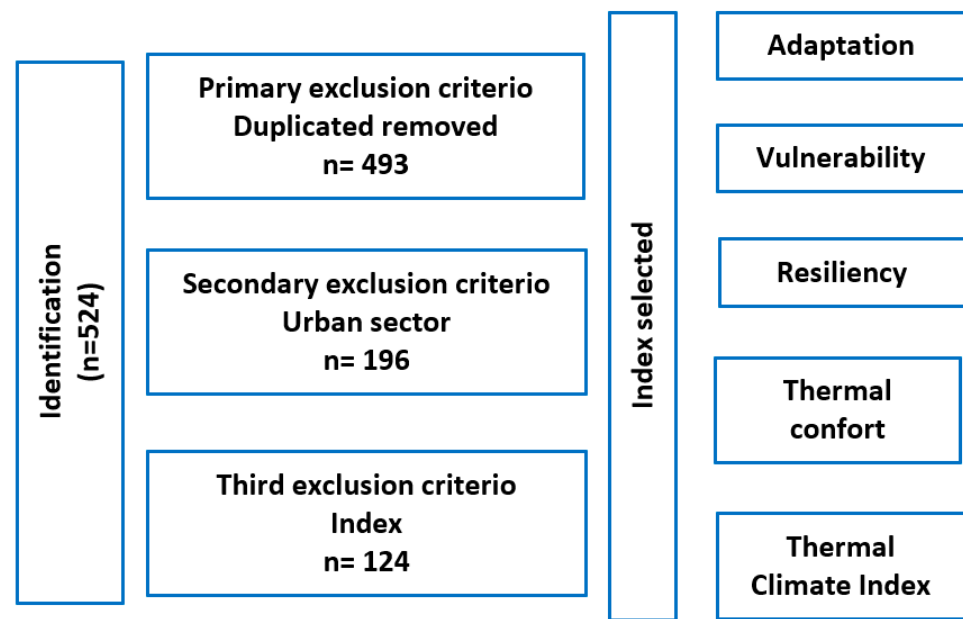 Identification
(n=524)
Primary exclusion criterio
Duplicated removed
n= 493
Secondary exclusion criterio
Urban sector
n= 196
Third exclusion criterio
Index
n= 124
Index selected
Adaptation
Vulnerability
Resiliency
Thermal
confort
Thermal
Climate Index